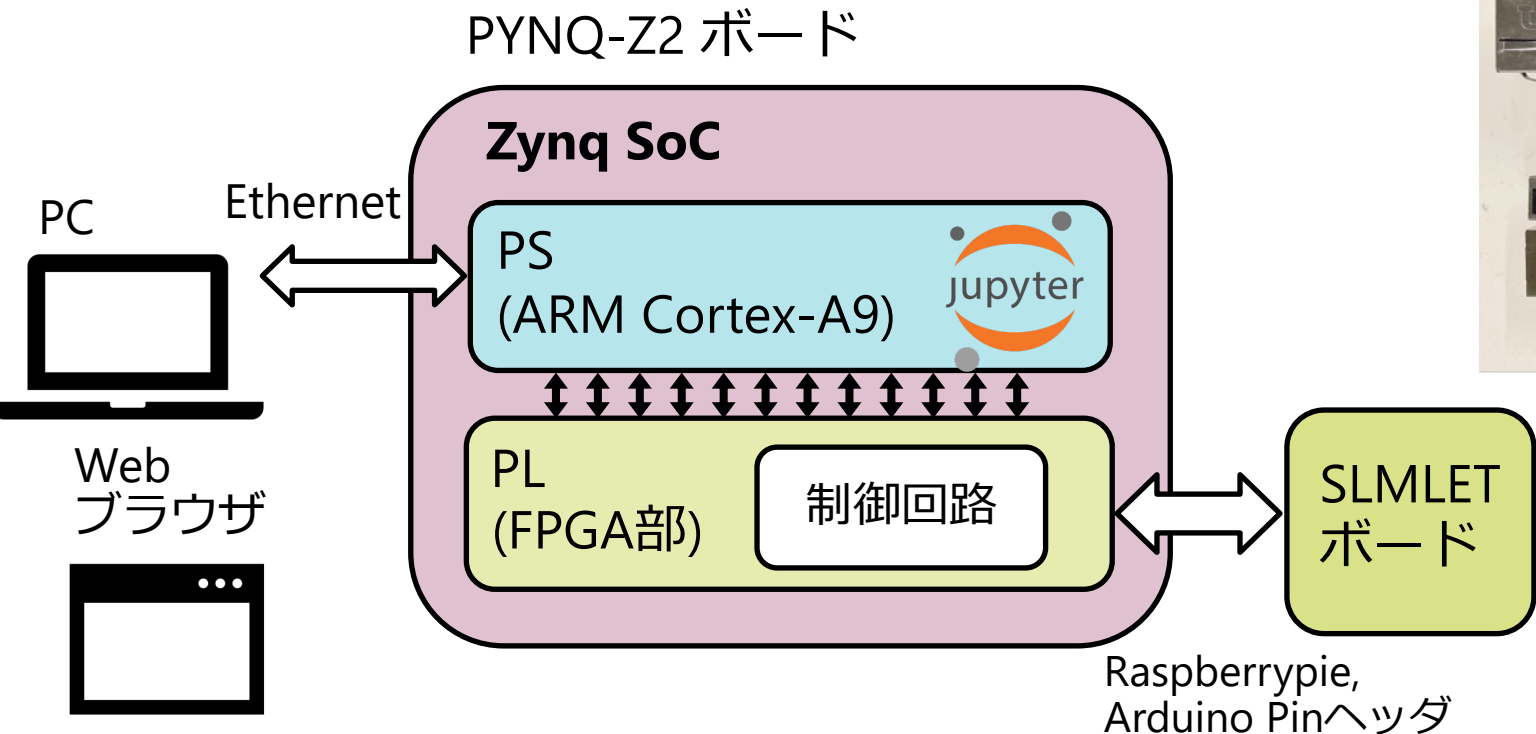 PYNQ-Z2 ボード
Zynq SoC
Ethernet
PC
PS
(ARM Cortex-A9)
jupyter
PL
(FPGA部)
制御回路
Web
ブラウザ
SLMLET
ボード
Raspberrypie,
Arduino Pinヘッダ